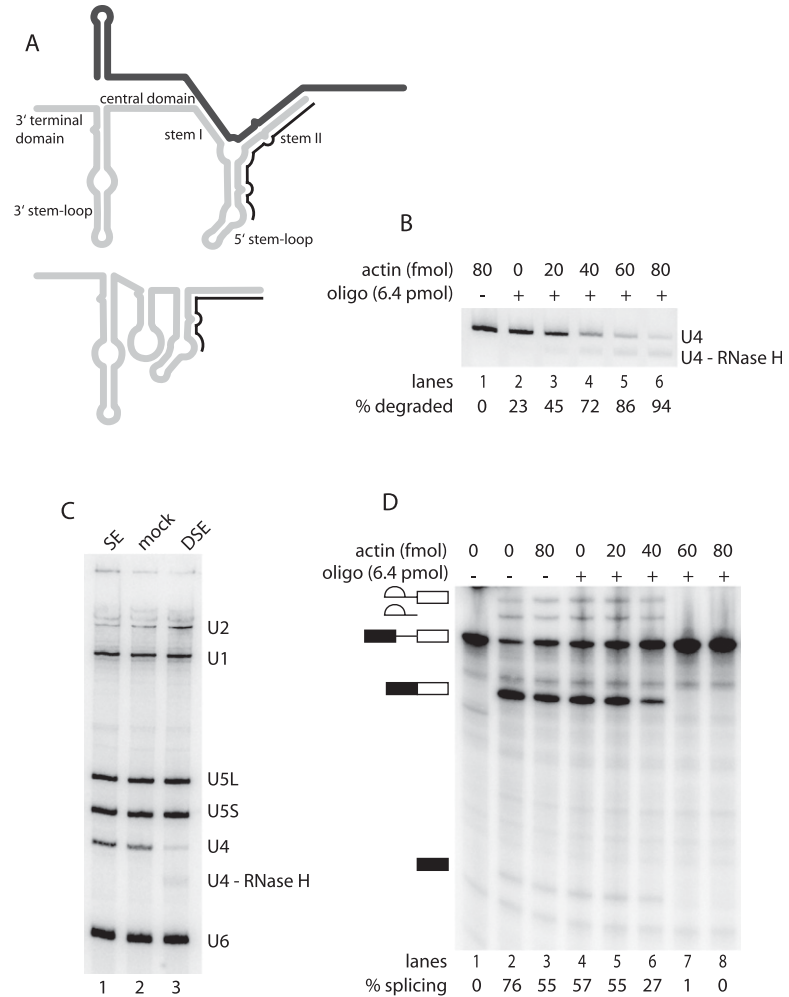 A
central domain
3' terminal
domain
stem I
stem II
3' stem-loop
5' stem-loop
B
actin (fmol) 80 0 20 40 60 80
oligo (6.4 pmol) - + + + + +
U4
U4 - RNase H
lanes 1 2 3 4 5 6
% degraded 0 23 45 72 86 94
C
SE mock DSE
U2
U1
U5L
U5S
U4
U4 - RNase H
U6
1 2 3
D
actin (fmol) 0 0 80 0 20 40 60 80
oligo (6.4 pmol) - - - + + + + +
lanes 1 2 3 4 5 6 7 8
% splicing 0 76 55 57 55 27 1 0